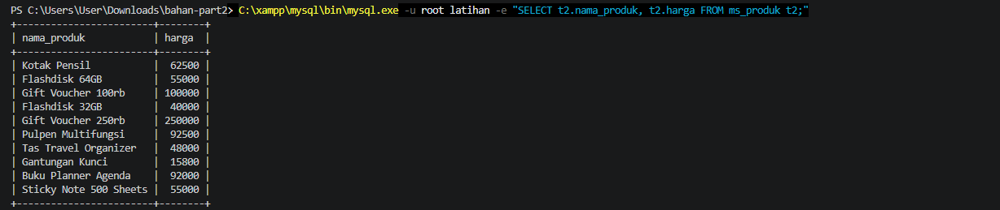 PS C:\Users\User\Downloads\bahan-part2> C:\xampp\mysql\bin\mysql.exe -u root latihan -e "SELECT t2.nama_produk, t2.harga FROM ms_produk t2;"
+------------------------+--------+
| nama_produk            | harga  |
+------------------------+--------+
| Kotak Pensil           |  62500 |
| Flashdisk 64GB         |  55000 |
| Gift Voucher 100rb     | 100000 |
| Flashdisk 32GB         |  40000 |
| Gift Voucher 250rb     | 250000 |
| Pulpen Multifungsi     |  92500 |
| Tas Travel Organizer   |  48000 |
| Gantungan Kunci        |  15800 |
| Buku Planner Agenda    |  92000 |
| Sticky Note 500 Sheets |  55000 |
+------------------------+--------+